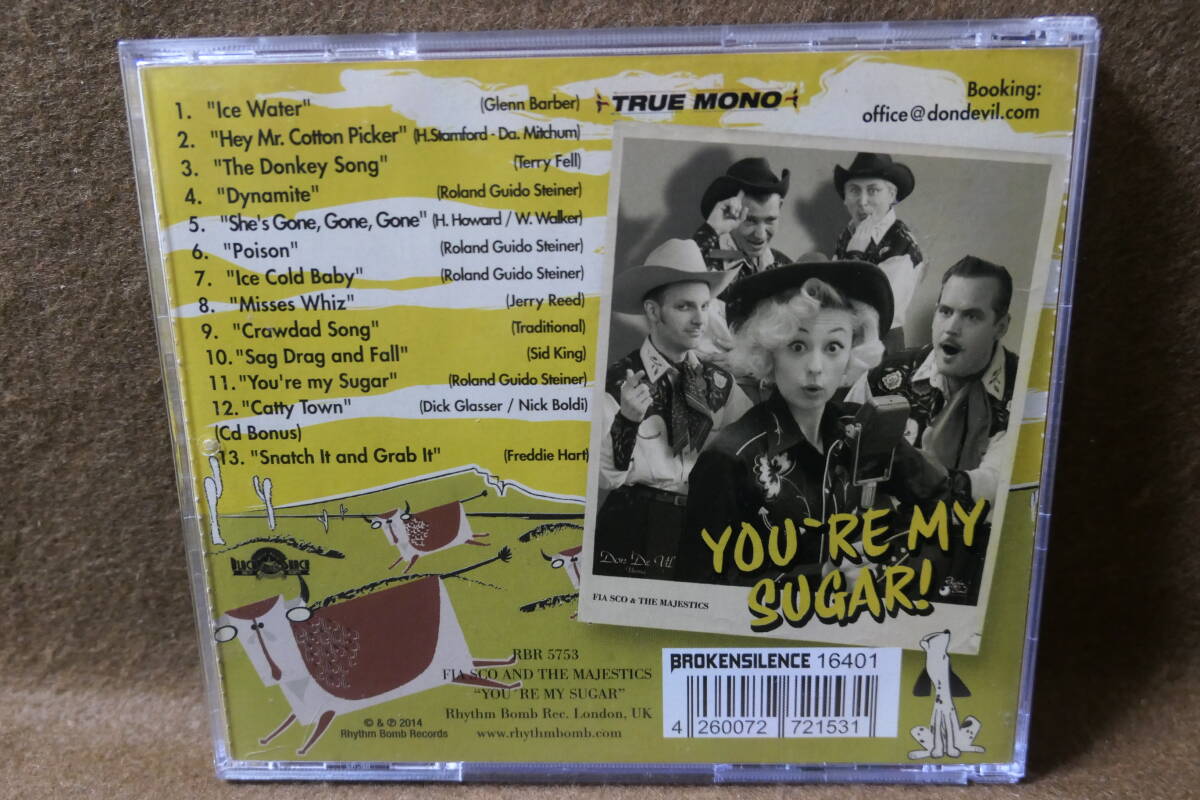 1. "Ice Water" (Glenn Barber)
2. "Hey Mr. Cotton Picker" (H.Stamford - Da. Mitchum)
3. "The Donkey Song" (Terry Fell)
4. "Dynamite" (Roland Guido Steiner)
5. "She's Gone, Gone, Gone" (H. Howard / W. Walker)
6. "Poison" (Roland Guido Steiner)
7. "Ice Cold Baby" (Roland Guido Steiner)
8. "Misses Whiz" (Jerry Reed)
9. "Crawdad Song" (Traditional)
10. "Sag Drag and Fall" (Sid King)
11. "You're my Sugar" (Roland Guido Steiner)
12. "Catty Town" (Dick Glasser / Nick Boldi)
(Cd Bonus)
13. "Snatch It and Grab It" (Freddie Hart)
TRUE MONO
Booking:
office@dondevil.com
Don De Vil
YOU`RE MY
SUGAR!
FIA SCO & THE MAJESTICS
BLACK SHACK
RBR 5753
FIA SCO AND THE MAJESTICS
"YOU`RE MY SUGAR"
Rhythm Bomb Rec. London, UK
www.rhythmbomb.com
© & ℗ 2014
Rhythm Bomb Records
BROKENSILENCE 16401
4 260072 721531